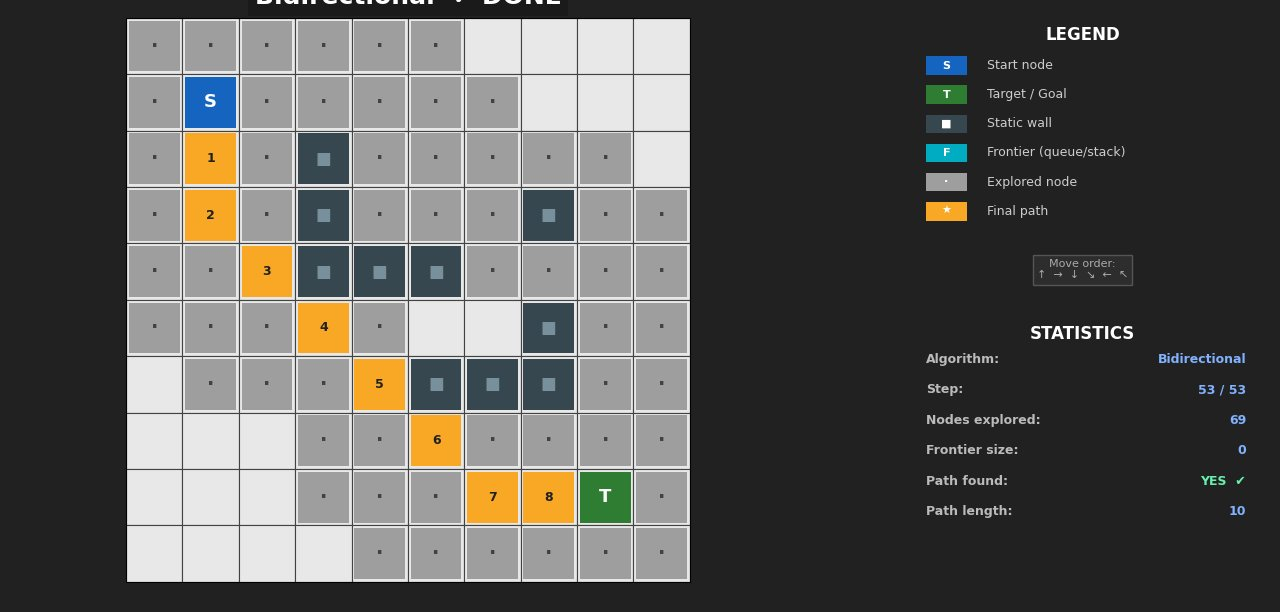 Bidirectional • DONE
S
1
2
3
4
5
6
7 8 T
LEGEND
S Start node
T Target / Goal
■ Static wall
F Frontier (queue/stack)
· Explored node
★ Final path
Move order:
↑ → ↓ ↘ ← ↖
STATISTICS
Algorithm: Bidirectional
Step: 53 / 53
Nodes explored: 69
Frontier size: 0
Path found: YES ✔
Path length: 10